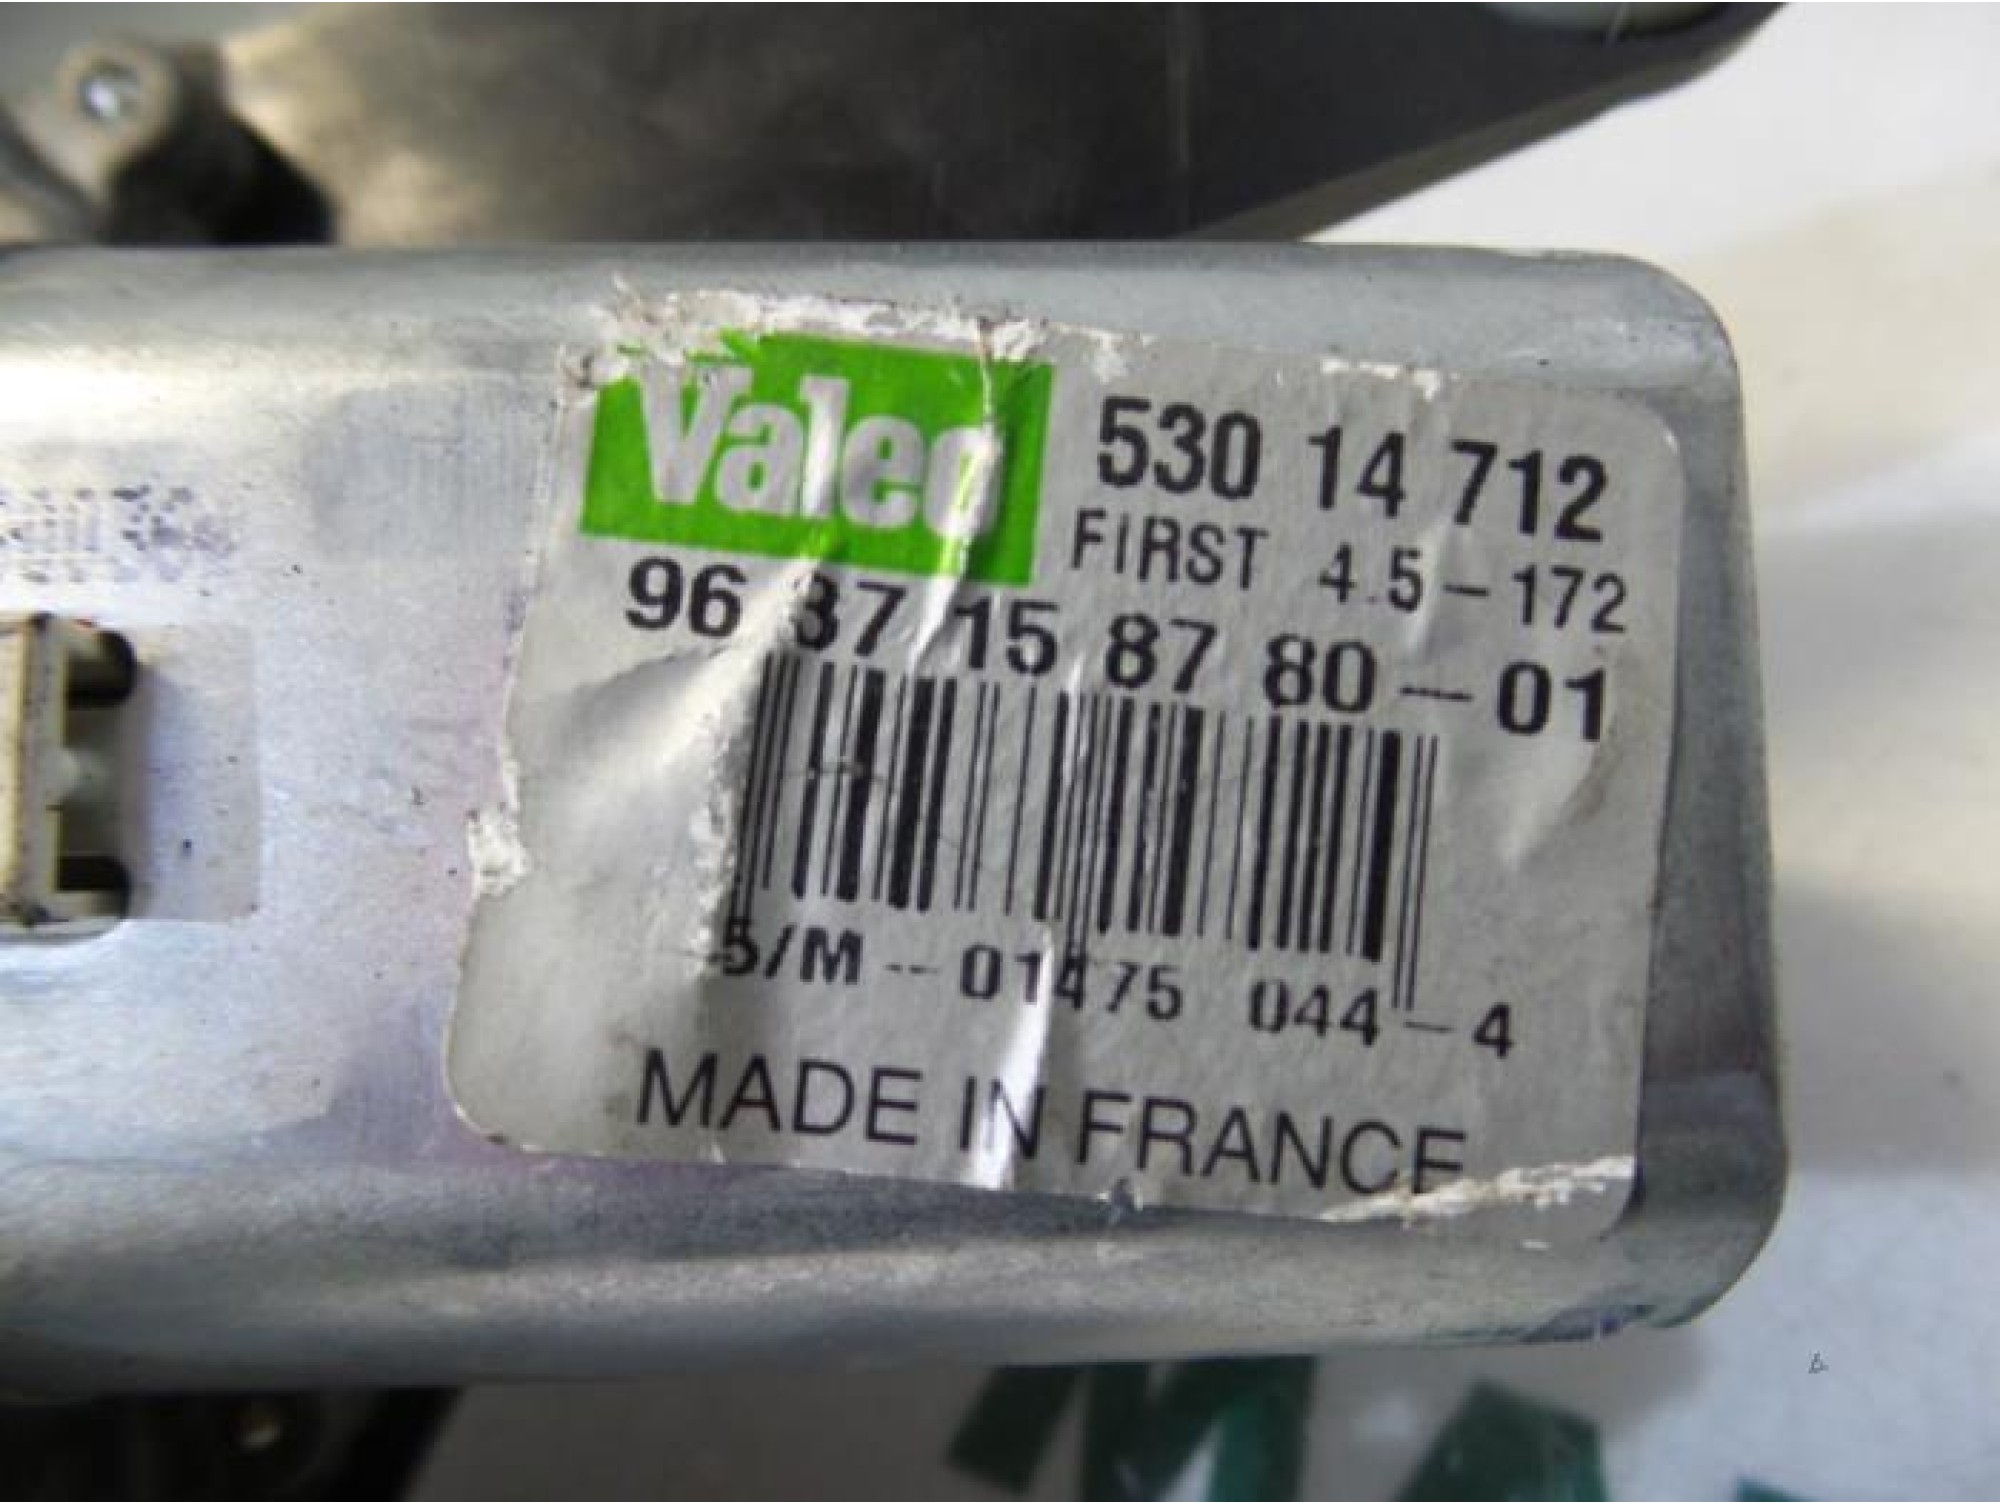 Valeo
530 14 712
FIRST 4.5-172
96 37 15 87 80-01
5/M--01475 044-4
MADE IN FRANCE